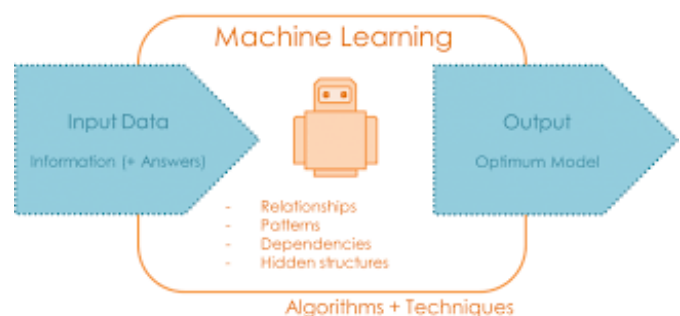 Machine Learning
Input Data
Information (+ Answers)
Output
Optimum Model
- Relationships
- Patterns
- Dependencies
- Hidden structures
Algorithms + Techniques